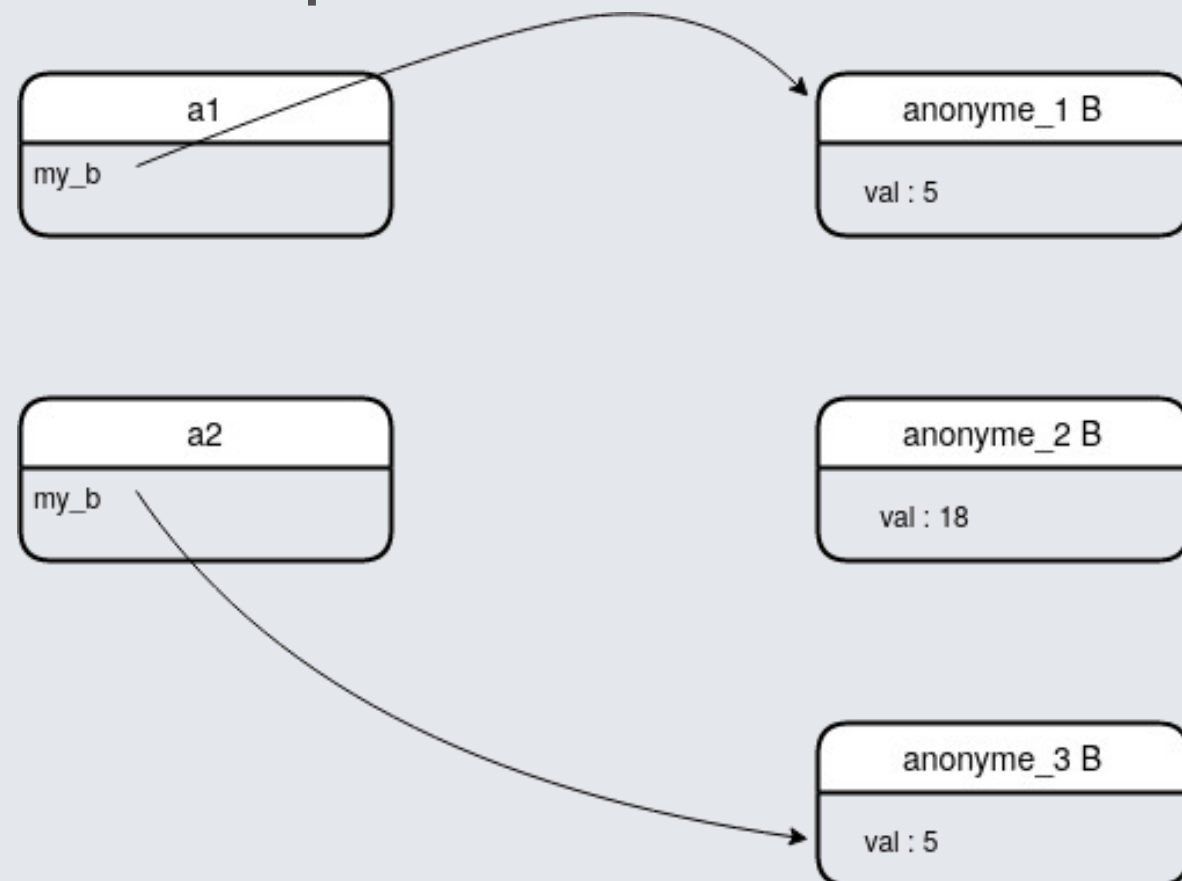 a1
my_b
anonyme_1 B
val : 5
a2
my_b
anonyme_2 B
val : 18
anonyme_3 B
val : 5